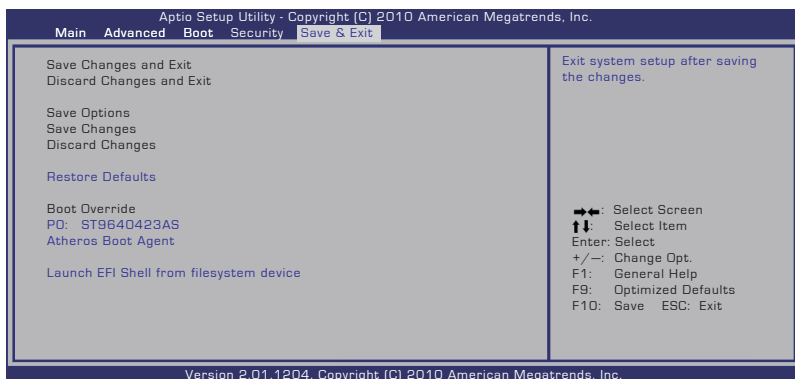 Aptio Setup Utility - Copyright (C) 2010 American Megatrends, Inc.
Main Advanced Boot Security Save & Exit
Save Changes and Exit
Discard Changes and Exit
Save Options
Save Changes
Discard Changes
Restore Defaults
Boot Override
P0: ST9640423AS
Atheros Boot Agent
Launch EFI Shell from filesystem device
Exit system setup after saving
the changes.
→←: Select Screen
↑↓: Select Item
Enter: Select
+/—: Change Opt.
F1: General Help
F9: Optimized Defaults
F10: Save ESC: Exit
Version 2.01.1204. Copyright (C) 2010 American Megatrends, Inc.